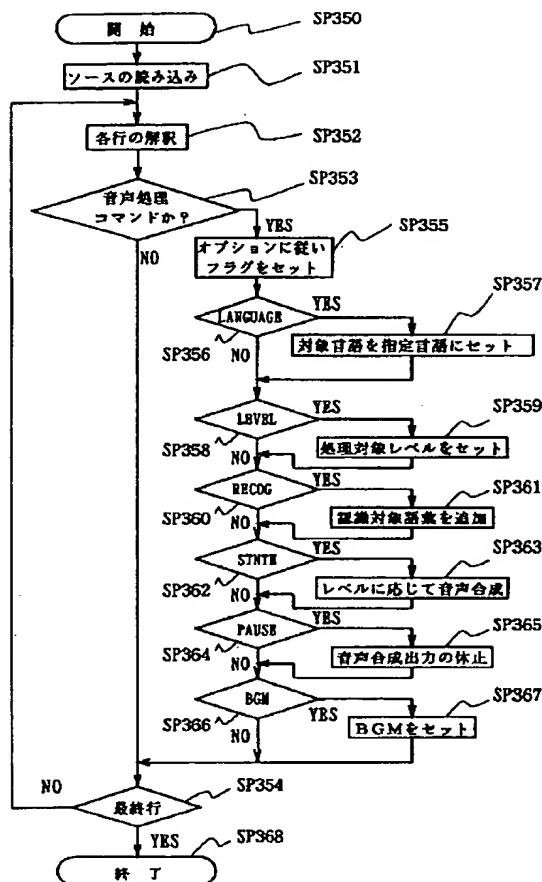 開 始
SP350
ソースの読み込み
SP351
各行の解釈
SP352
音声処理
コマンドか?
SP353
YES
NO
オプションに従い
フラグをセット
SP355
LANGUAGE
YES
SP357
対象言語を指定言語にセット
SP356
NO
LEVEL
YES
SP359
処理対象レベルをセット
SP358
NO
RECOG
YES
SP361
認識対象語彙を追加
SP360
NO
SYNTH
YES
SP363
レベルに応じて音声合成
SP362
NO
PAUSE
YES
SP365
音声合成出力の休止
SP364
NO
BGM
YES
SP367
BGMをセット
SP366
NO
NO
最終行
SP354
YES
SP368
終 了